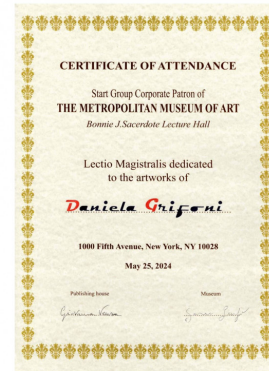 CERTIFICATE OF ATTENDANCE
Start Group Corporate Patron of
THE METROPOLITAN MUSEUM OF ART
Bonnie J.Sacerdote Lecture Hall
Lectio Magistralis dedicated
to the artworks of
Daniela Grifoni
1000 Fifth Avenue, New York, NY 10028
May 25, 2024
Publishing house
Museum